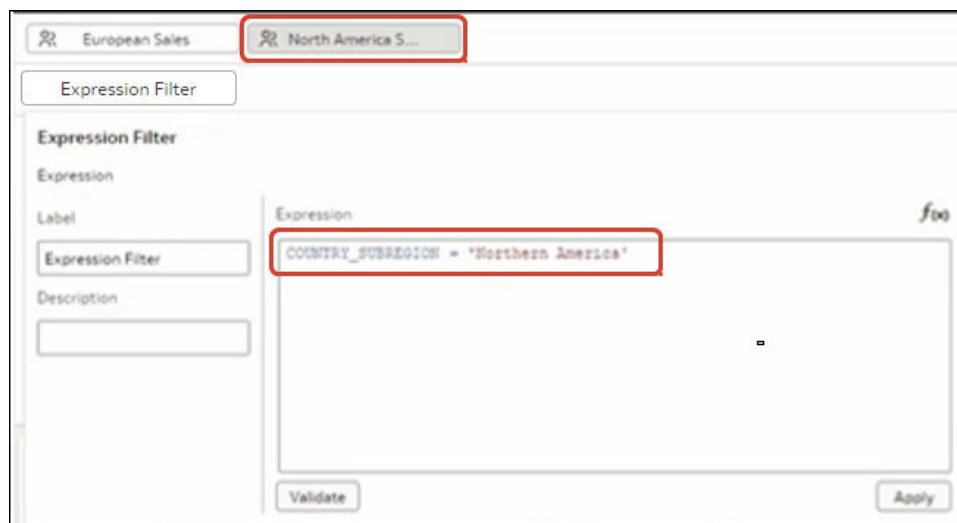 European Sales North America S...
Expression Filter
Expression Filter
Expression
Label
Expression f(x)
Expression Filter
COUNTRY_SUBREGION = 'Northern America'
Description
Validate Apply